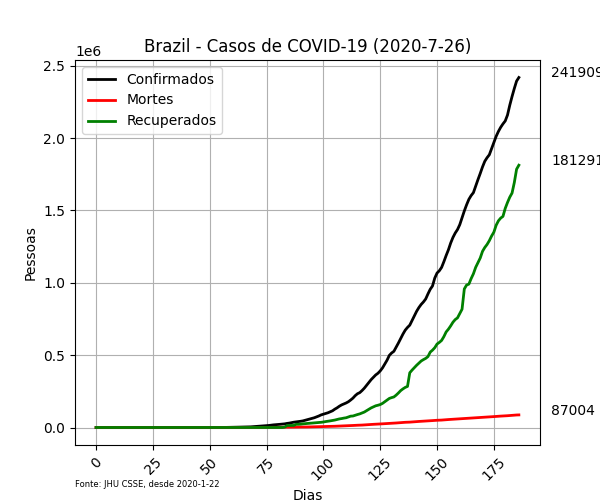 Brazil - Casos de COVID-19 (2020-7-26)
1e6
Confirmados
Mortes
Recuperados
2.5
2.0
1.5
1.0
0.5
0.0
Pessoas
241909
181291
87004
0
25
50
75
100
125
150
175
Fonte: JHU CSSE, desde 2020-1-22
Dias